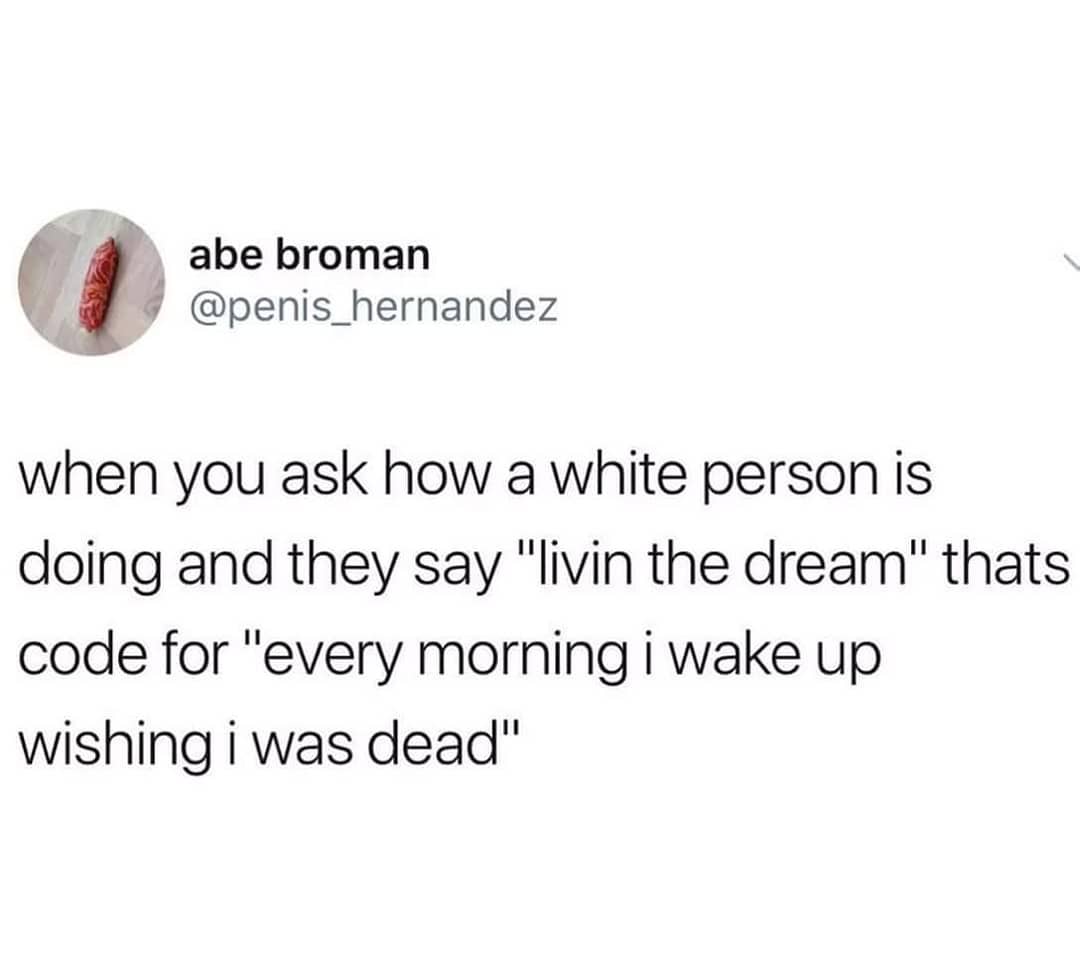 abe broman
@penis_hernandez
when you ask how a white person is
doing and they say "livin the dream" thats
code for "every morning i wake up
wishing i was dead"